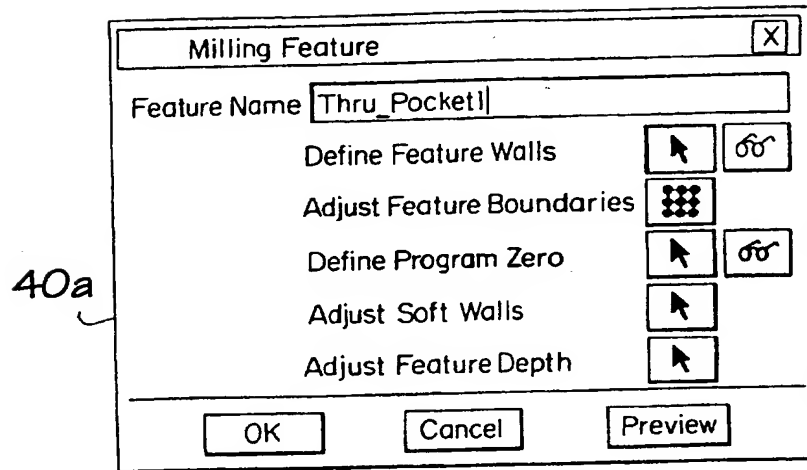 Milling Feature X
Feature Name Thru_Pocket1
Define Feature Walls
Adjust Feature Boundaries
Define Program Zero
40a
Adjust Soft Walls
Adjust Feature Depth
OK Cancel Preview